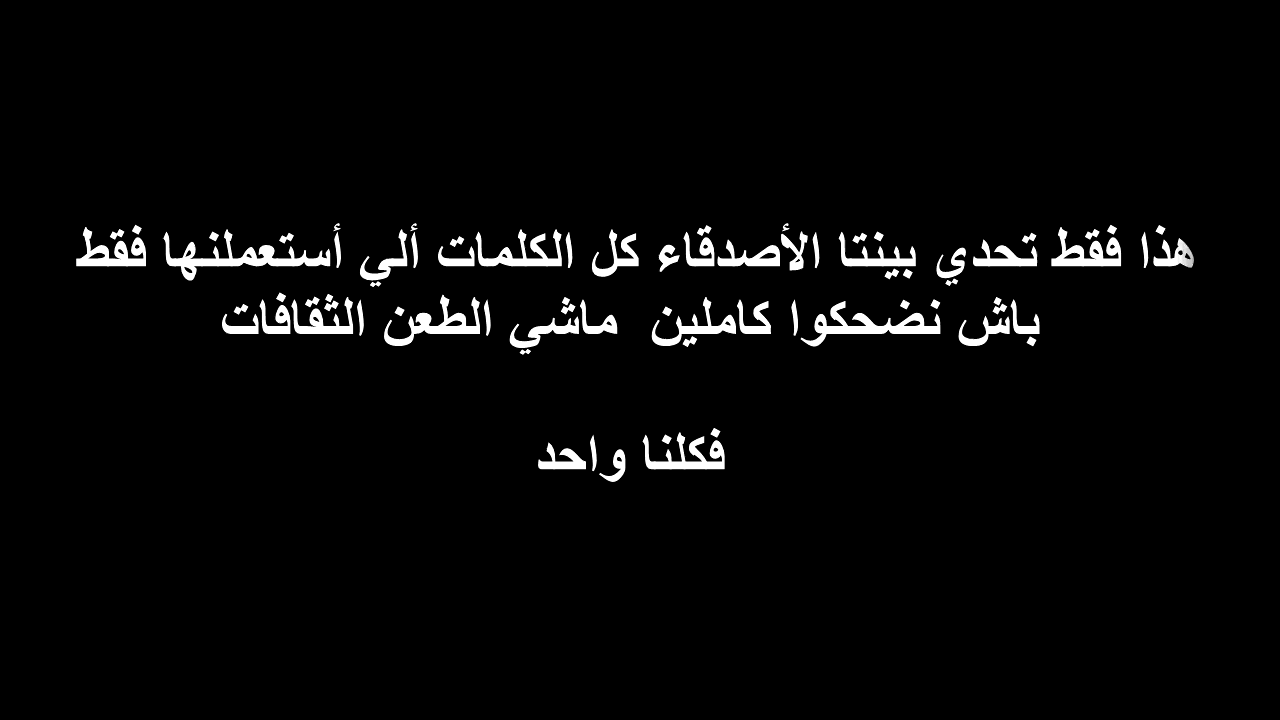 هذا فقط تحدي بينتا الأصدقاء كل الكلمات ألي أستعملنها فقط
باش نضحكوا كاملين ماشي الطعن الثقافات
فكلنا واحد